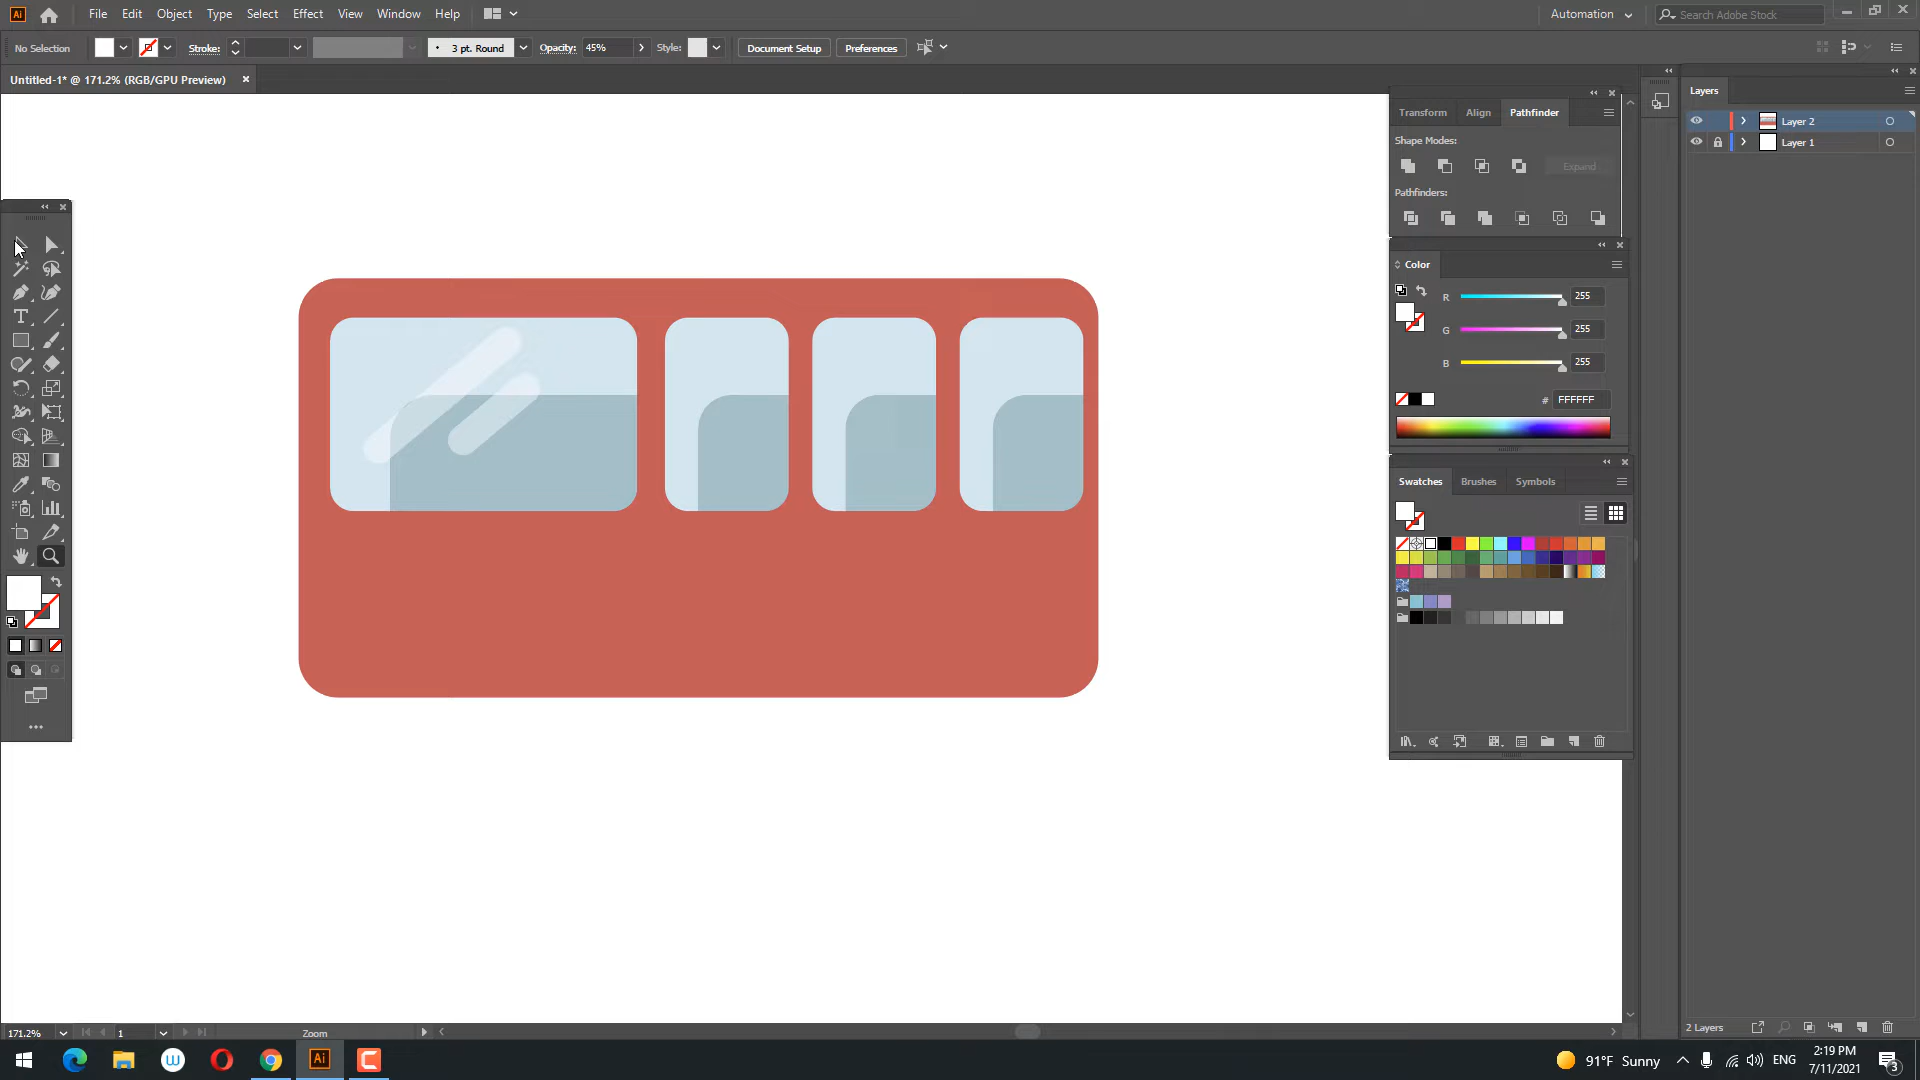 Ai File Edit Object Type Select Effect View Window Help Automation Search Adobe Stock
No Selection Stroke: 3 pt. Round Opacity: 45% Style: Document Setup Preferences
Untitled-1* @ 171.2% (RGB/GPU Preview)
Layers
Layer 2
Layer 1
Transform Align Pathfinder
Shape Modes:
Expand
Pathfinders:
Color
R 255
G 255
B 255
# FFFFFF
Swatches Brushes Symbols
171.2% 1 Zoom
2 Layers
Ai 91°F Sunny ENG
2:19 PM
7/11/2021
3